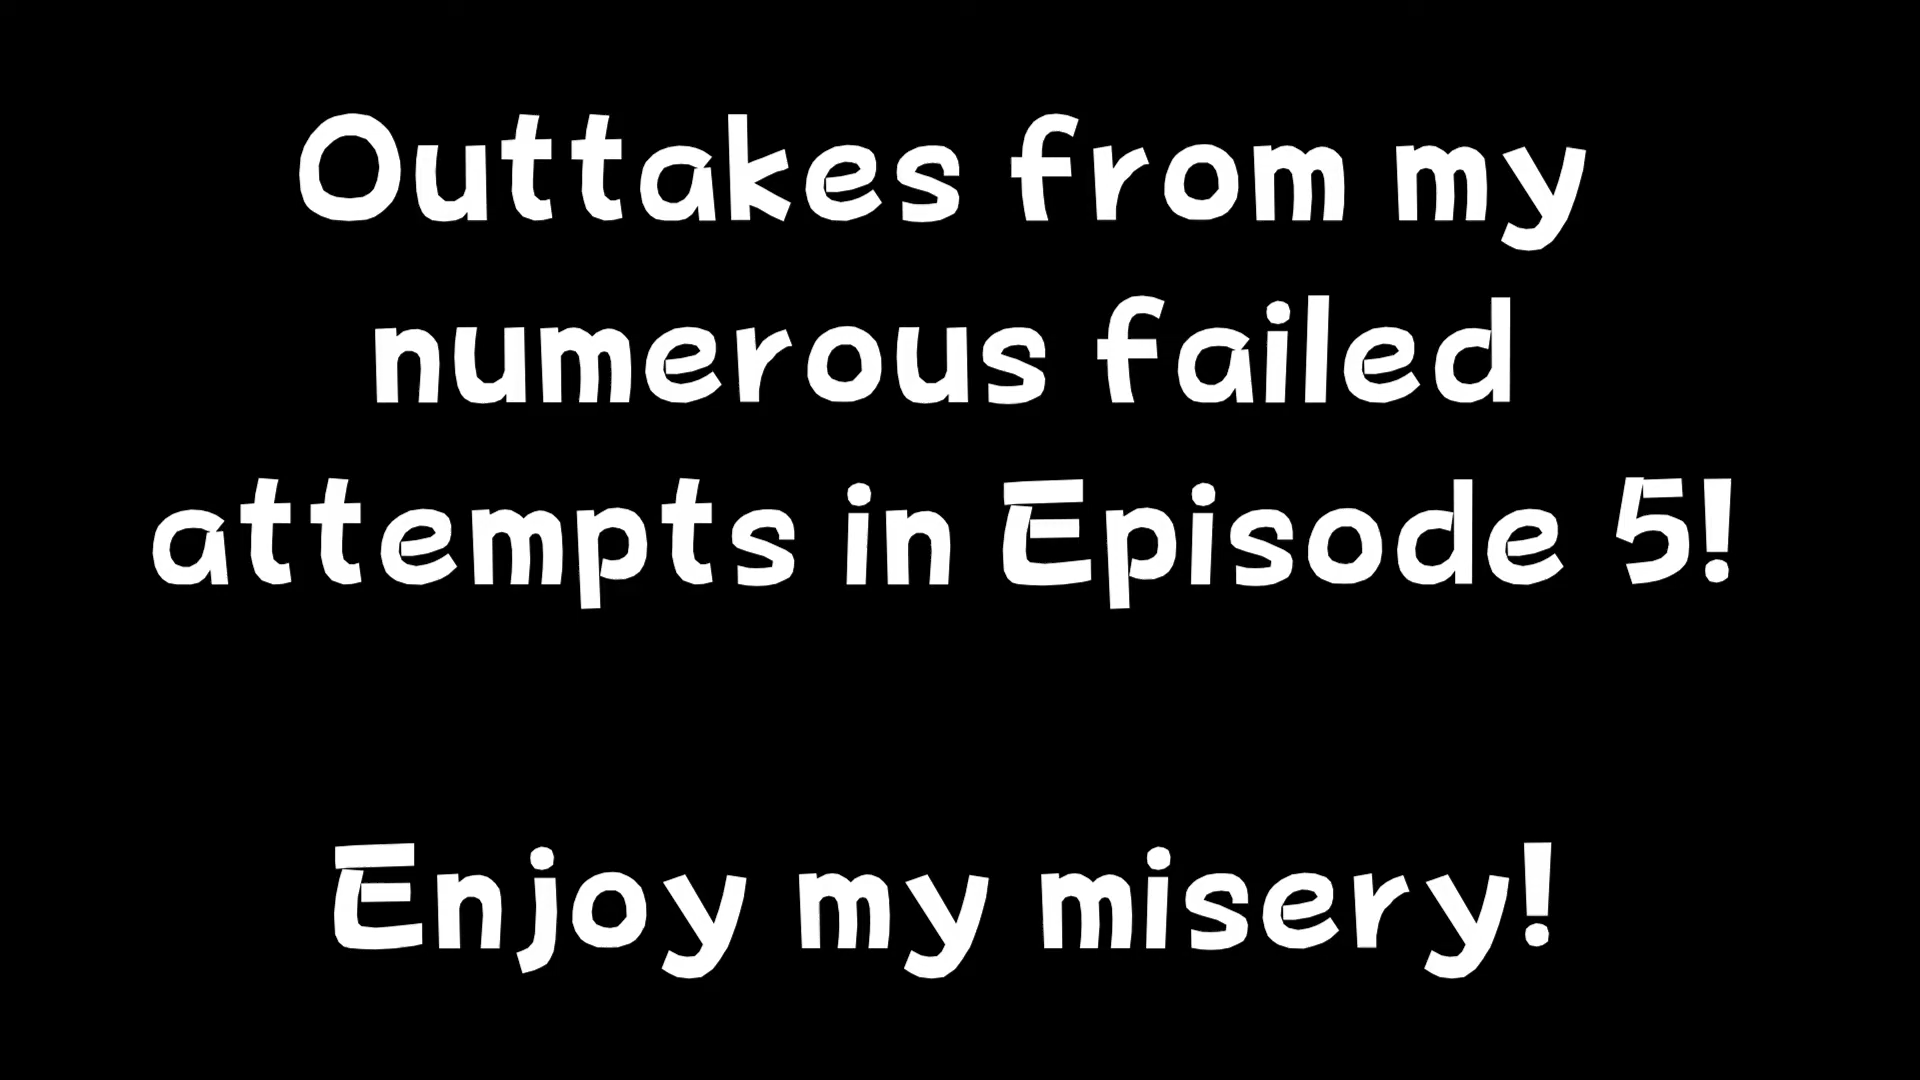 Outtakes from my
numerous failed
attempts in Episode 5!
Enjoy my misery!